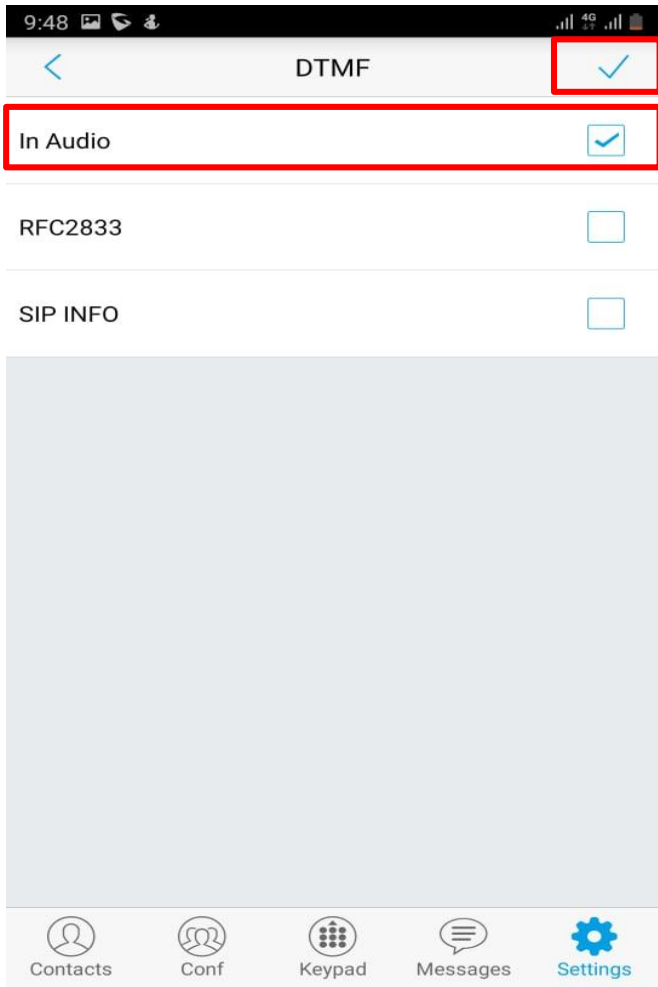 9:48 4G
DTMF
In Audio
RFC2833
SIP INFO
Contacts Conf Keypad Messages Settings